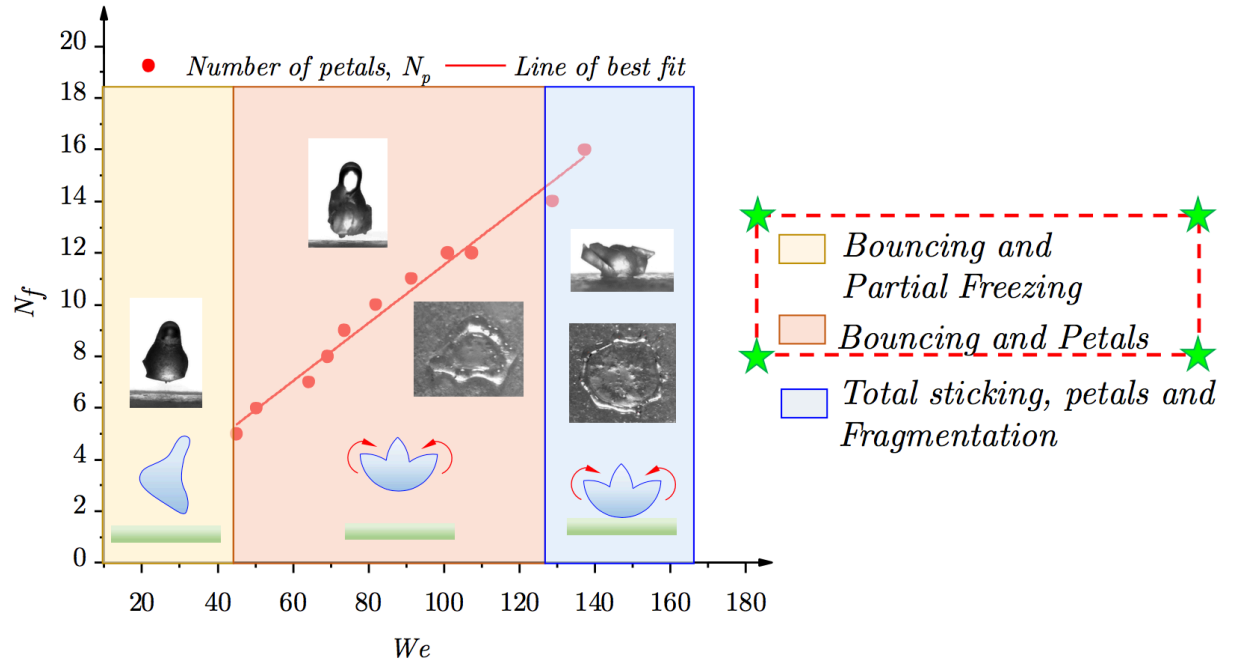 20
Number of petals, Np
Line of best fit
18
16
14
12
10
8
6
4
2
0
Nf
20 40 60 80 100 120 140 160 180
We
Bouncing and
Partial Freezing
Bouncing and Petals
Total sticking, petals and
Fragmentation